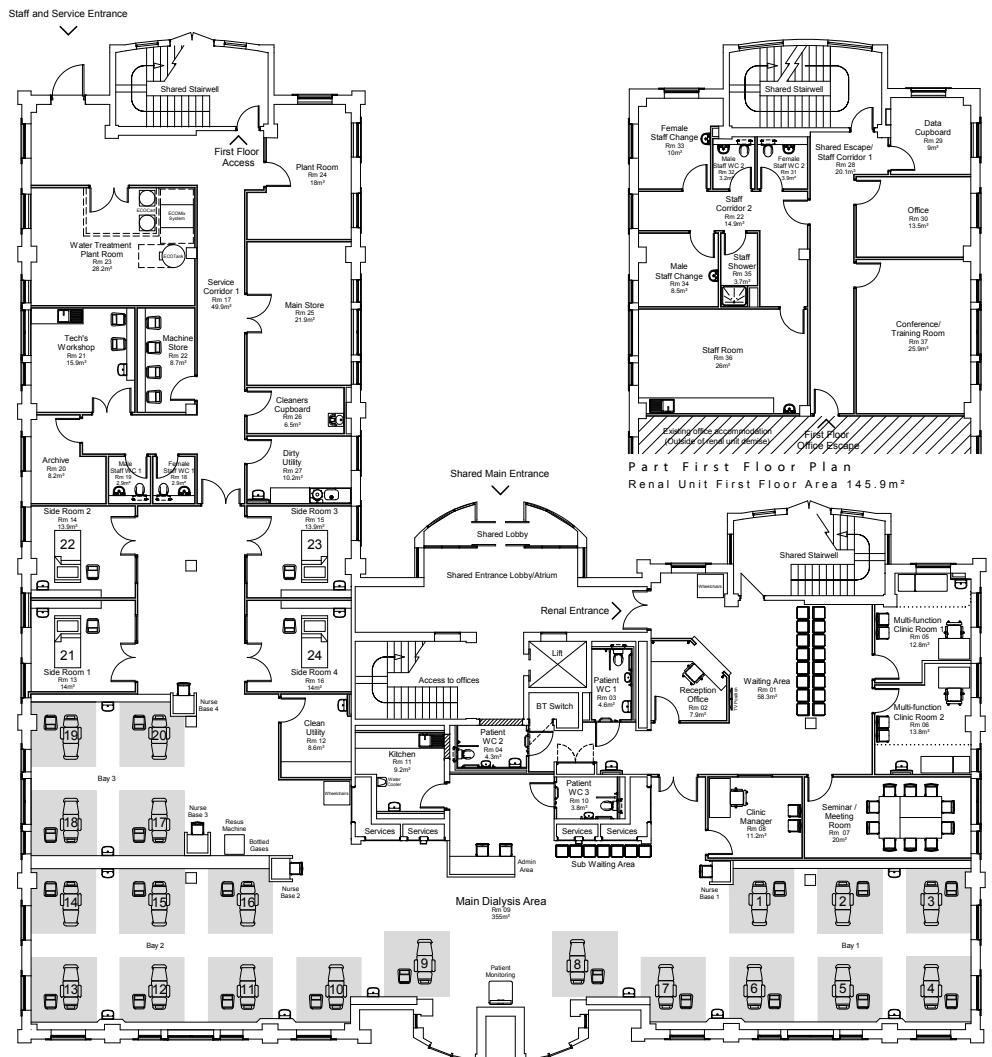 Staff and Service Entrance
Shared Stairwell
First Floor
Access
Plant Room
Rm 24
18m²
ECOCart
ECOMix
System
ECOTank
Water Treatment
Plant Room
Rm 23
28.2m²
Service
Corridor 1
Rm 17
49.9m²
Main Store
Rm 25
21.9m²
Tech's
Workshop
Rm 21
15.9m²
Machine
Store
Rm 22
8.7m²
Cleaners
Cupboard
Rm 26
6.5m²
Archive
Rm 20
8.2m²
Male
Staff WC 1
Rm 19
2.9m²
Female
Staff WC 1
Rm 18
2.9m²
Dirty
Utility
Rm 27
10.2m²
Shared Stairwell
Female
Staff Change
Rm 33
10m²
Male
Staff WC 2
Rm 32
3.2m²
Female
Staff WC 2
Rm 31
3.9m²
Shared Escape/
Staff Corridor 1
Rm 28
20.1m²
Data
Cupboard
Rm 29
9m²
Staff
Corridor 2
Rm 22
14.9m²
Office
Rm 30
13.5m²
Male
Staff Change
Rm 34
8.5m²
Staff
Shower
Rm 35
3.7m²
Staff Room
Rm 36
26m²
Conference/
Training Room
Rm 37
25.9m²
Existing office accommodation
(Outside of renal unit demise)
First Floor
Office Escape
Part First Floor Plan
Renal Unit First Floor Area 145.9m²
Side Room 2
Rm 14
13.9m²
22
Side Room 3
Rm 15
13.9m²
23
21
Side Room 1
Rm 13
14m²
24
Side Room 4
Rm 16
14m²
Shared Main Entrance
Shared Lobby
Shared Entrance Lobby/Atrium
Renal Entrance
Shared Stairwell
Wheelchairs
Access to offices
Lift
BT Switch
Patient
WC 1
Rm 03
4.6m²
Reception
Office
Rm 02
7.9m²
TV Position
Waiting Area
Rm 01
58.3m²
Multi-function
Clinic Room 1
Rm 05
12.8m²
Multi-function
Clinic Room 2
Rm 06
13.8m²
Nurse
Base 4
Clean
Utility
Rm 12
8.6m²
Kitchen
Rm 11
9.2m²
Water
Cooler
Patient
WC 2
Rm 04
4.3m²
Patient
WC 3
Rm 10
3.8m²
Wheelchairs
Services
Services
Services
Services
Clinic
Manager
Rm 08
11.2m²
Seminar /
Meeting
Room
Rm 07
20m²
19
20
Bay 3
18
17
Nurse
Base 3
Resus
Machine
Bottled
Gases
Nurse
Base 2
Admin
Area
Sub Waiting Area
Nurse
Base 1
Main Dialysis Area
Rm 09
355m²
14
15
16
Bay 2
13
12
11
10
9
Patient
Monitoring
8
1
2
3
Bay 1
7
6
5
4